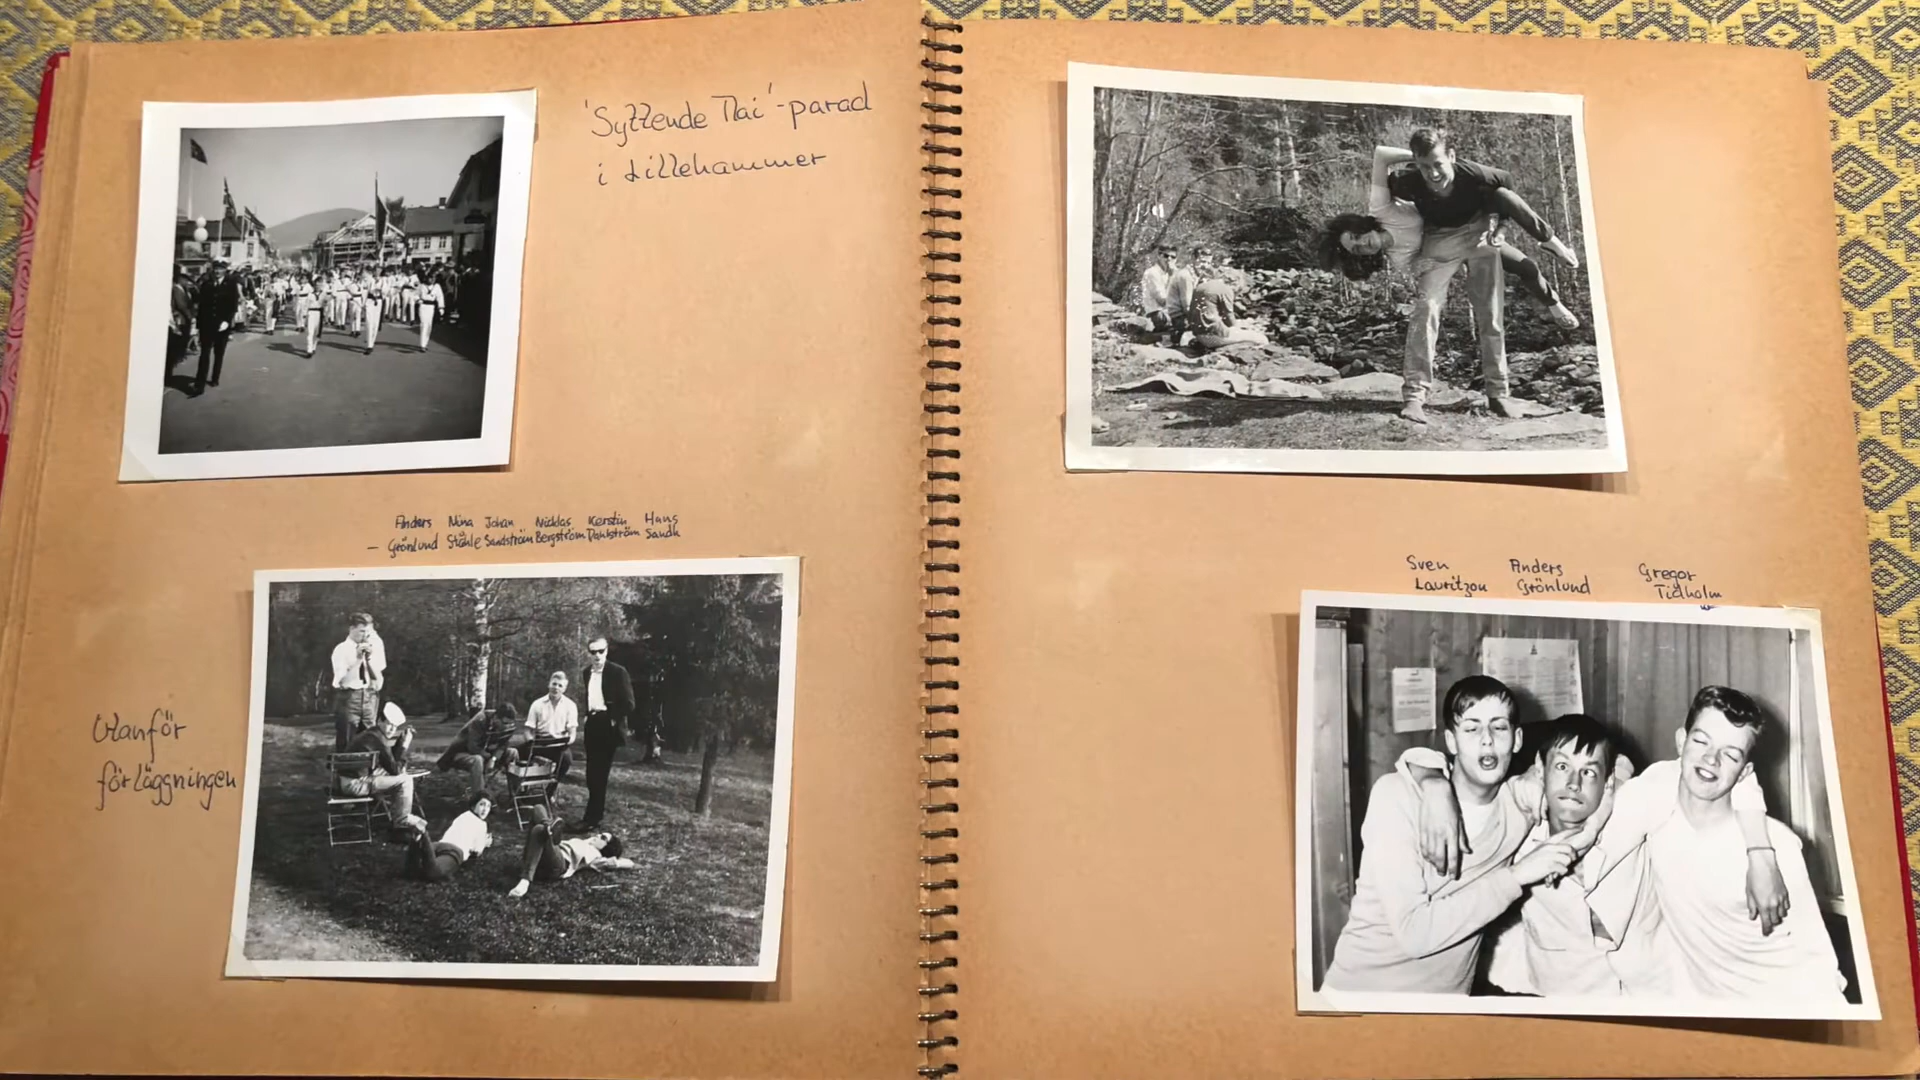 'Syttende Mai'-parad
i Lillehammer
Anders Nina Johan Nicklas Kerstin Hans
— Grönlund Ståhle Sandström Bergström Dahlström Sandh
Utanför
förläggningen
Sven Anders Gregor
Lauritzon Grönlund Tidholm